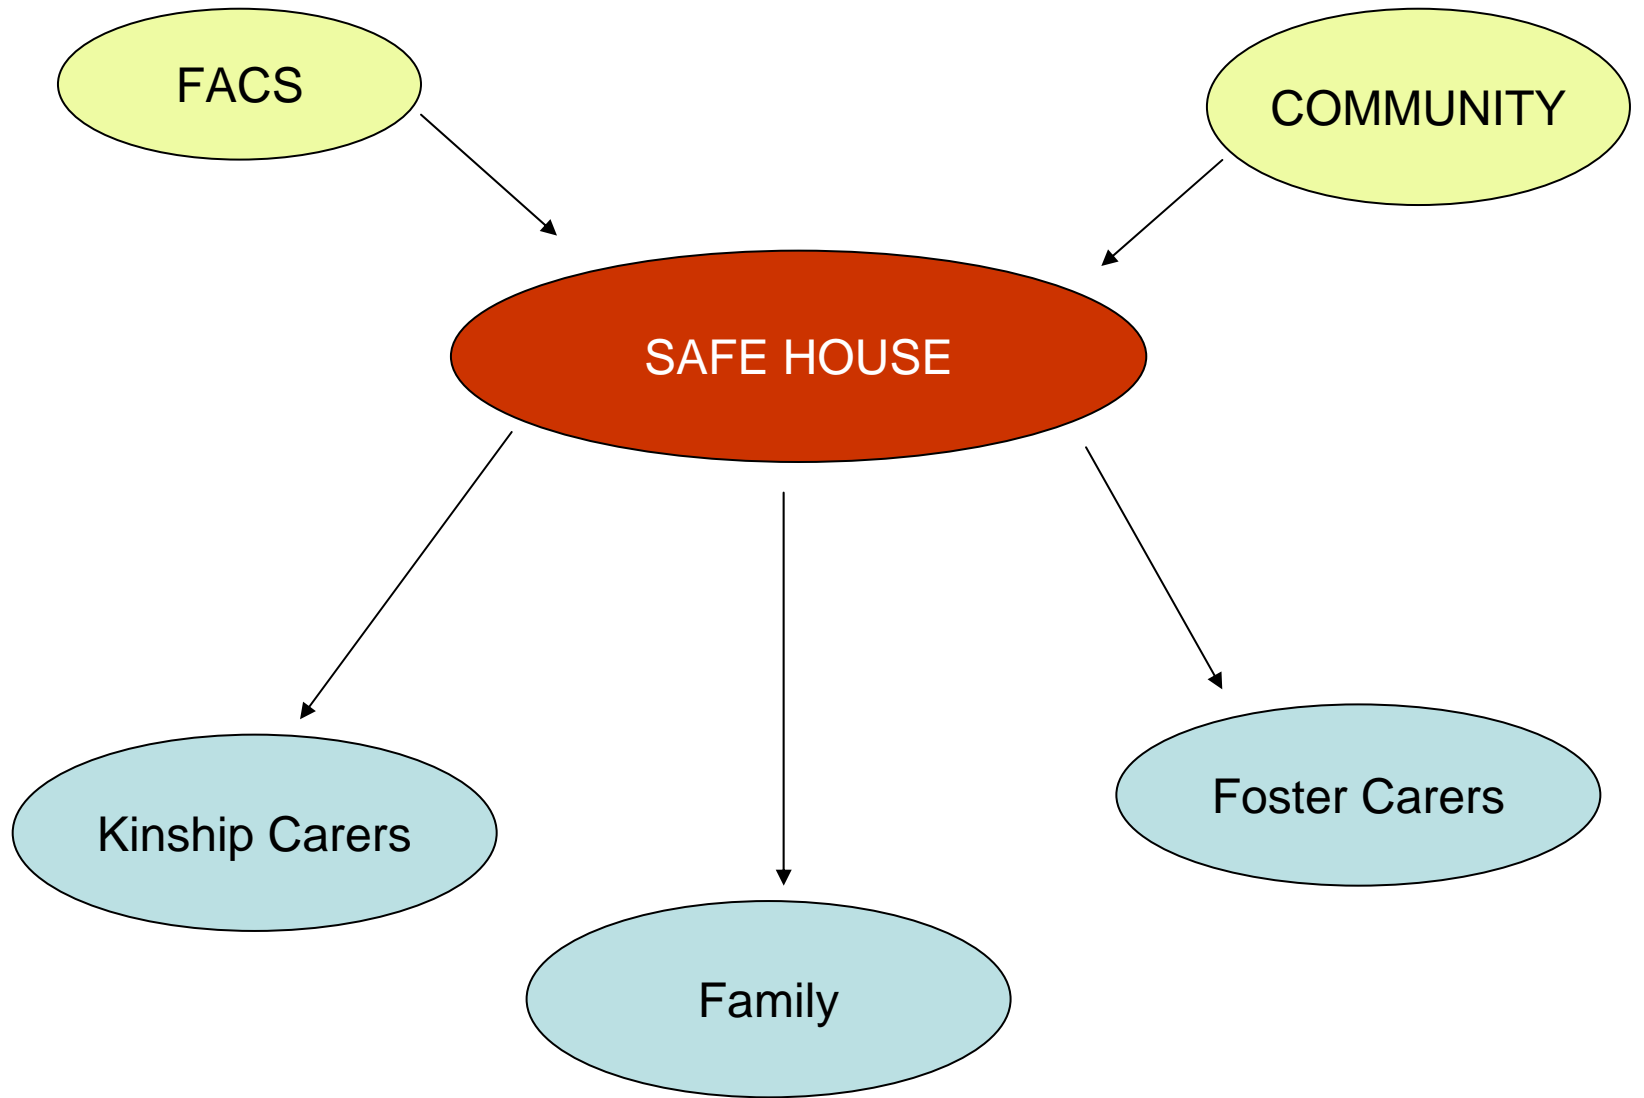 FACS
COMMUNITY
SAFE HOUSE
Kinship Carers
Foster Carers
Family